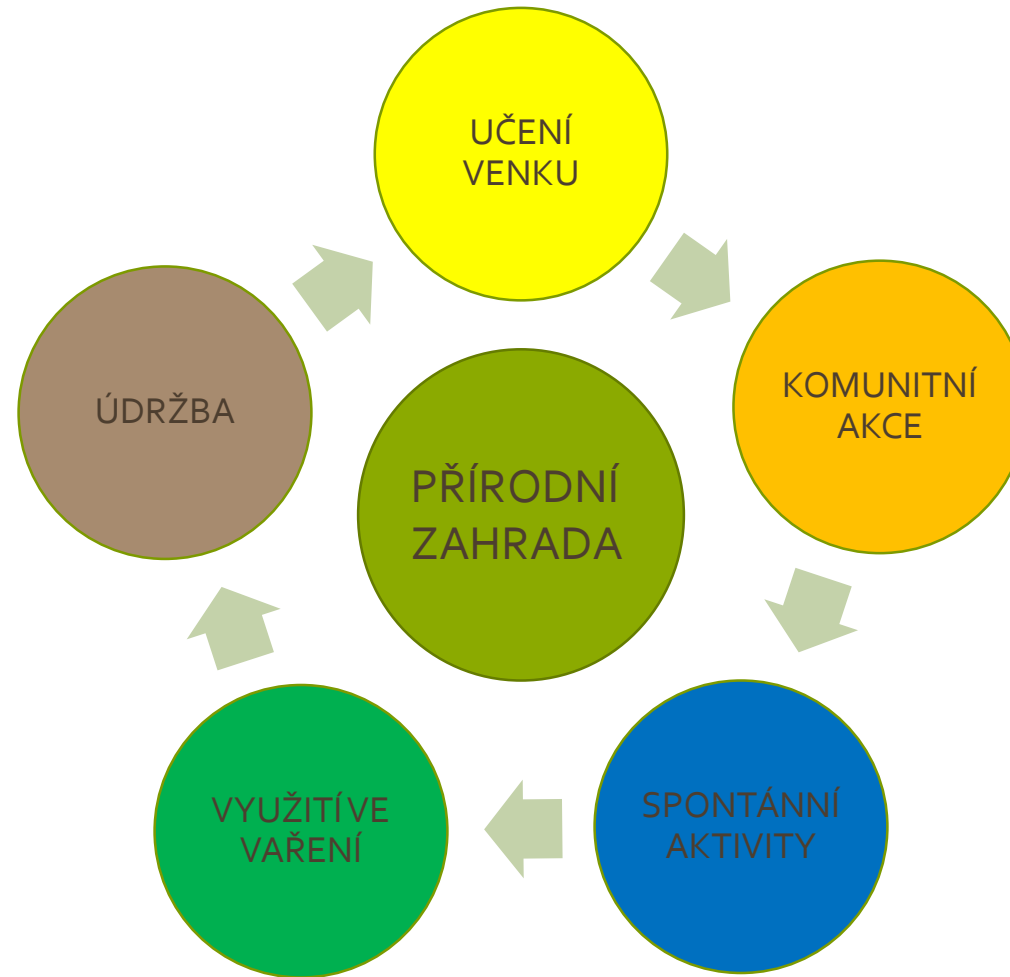 UČENÍ
VENKU
KOMUNITNÍ
AKCE
SPONTÁNNÍ
AKTIVITY
VYUŽITÍ VE
VAŘENÍ
ÚDRŽBA
PŘÍRODNÍ
ZAHRADA